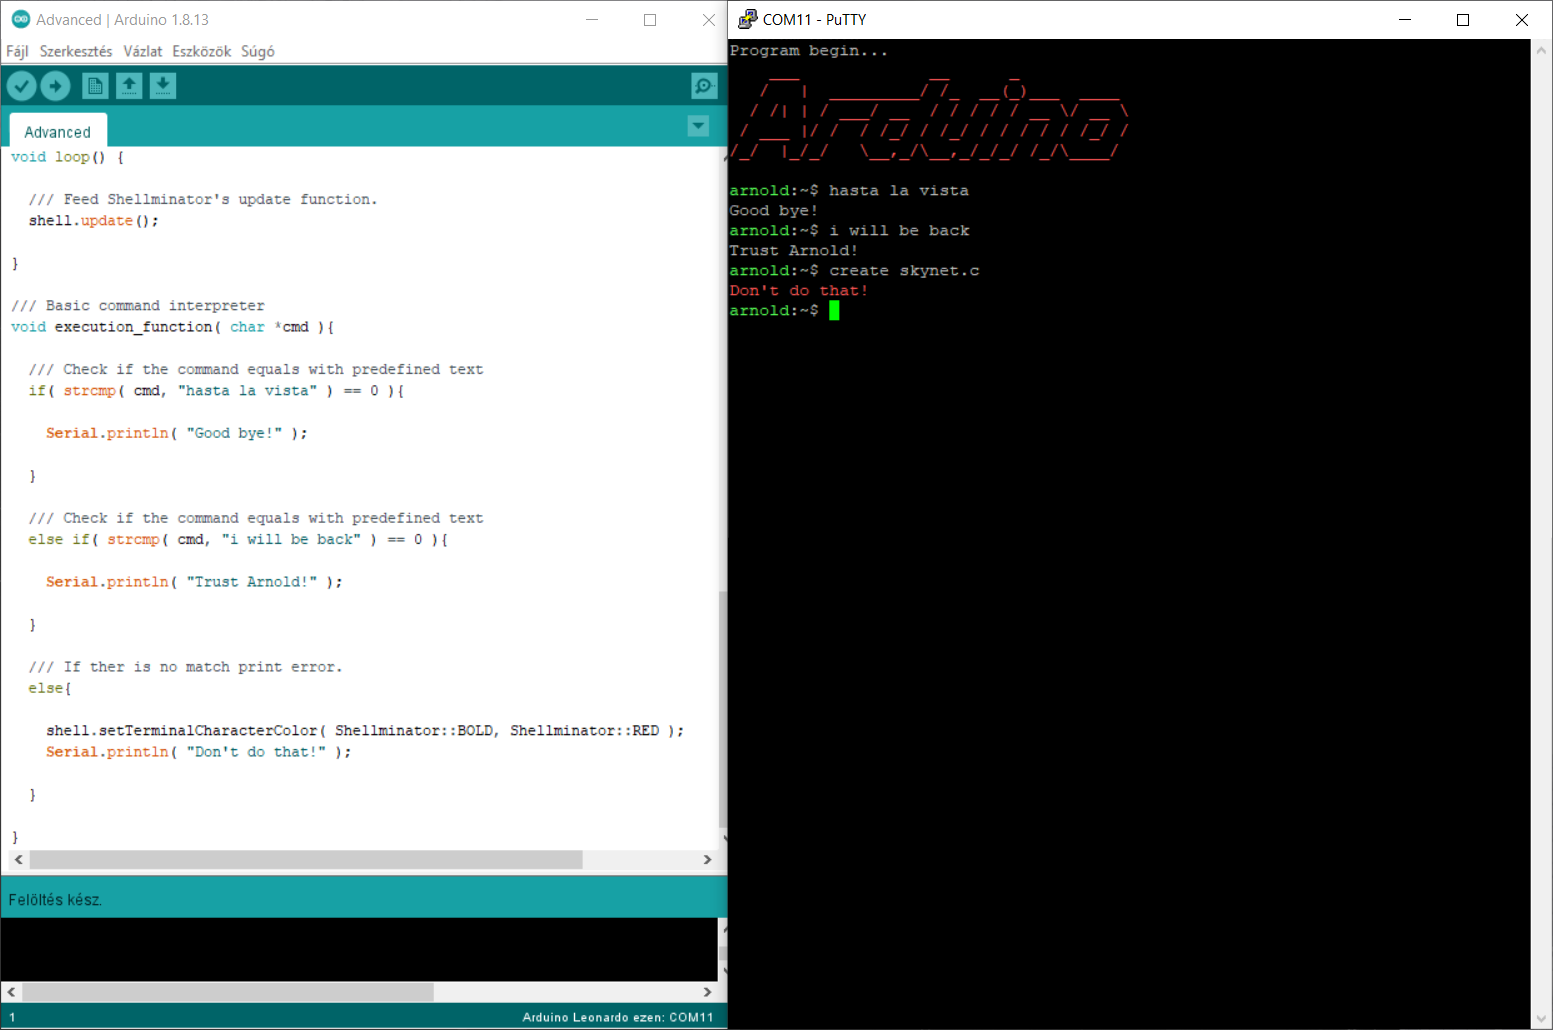 Advanced | Arduino 1.8.13
Fájl Szerkesztés Vázlat Eszközök Súgó
Advanced
void loop() {
/// Feed Shellminator's update function.
shell.update();
}
/// Basic command interpreter
void execution_function( char *cmd ){
/// Check if the command equals with predefined text
if( strcmp( cmd, "hasta la vista" ) == 0 ){
Serial.println( "Good bye!" );
}
/// Check if the command equals with predefined text
else if( strcmp( cmd, "i will be back" ) == 0 ){
Serial.println( "Trust Arnold!" );
}
/// If ther is no match print error.
else{
shell.setTerminalCharacterColor( Shellminator::BOLD, Shellminator::RED );
Serial.println( "Don't do that!" );
}
}
Felöltés kész.
1
Arduino Leonardo ezen: COM11
COM11 - PuTTY
Program begin...
Arduino
arnold:~$ hasta la vista
Good bye!
arnold:~$ i will be back
Trust Arnold!
arnold:~$ create skynet.c
Don't do that!
arnold:~$